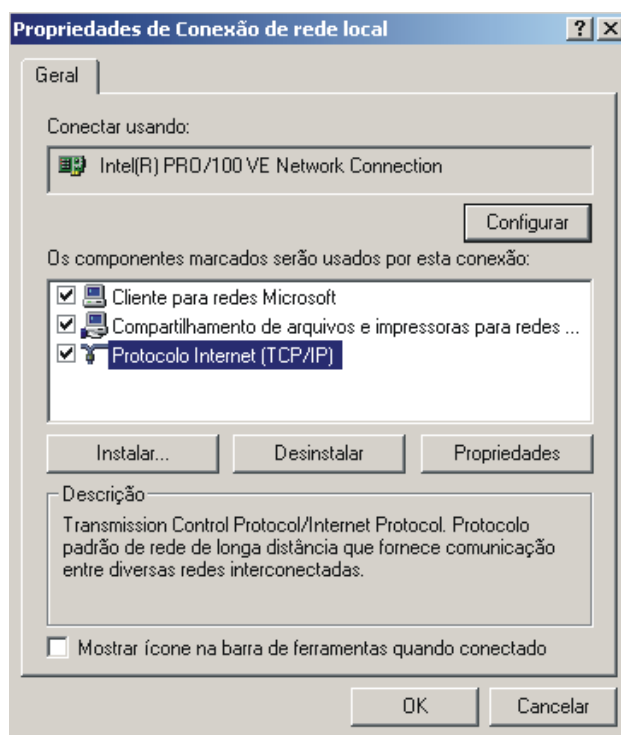 Propriedades de Conexão de rede local
Geral
Conectar usando:
Intel(R) PRO/100 VE Network Connection
Configurar
Os componentes marcados serão usados por esta conexão:
Cliente para redes Microsoft
Compartilhamento de arquivos e impressoras para redes ...
Protocolo Internet (TCP/IP)
Instalar... Desinstalar Propriedades
Descrição
Transmission Control Protocol/Internet Protocol. Protocolo
padrão de rede de longa distância que fornece comunicação
entre diversas redes interconectadas.
Mostrar ícone na barra de ferramentas quando conectado
OK Cancelar